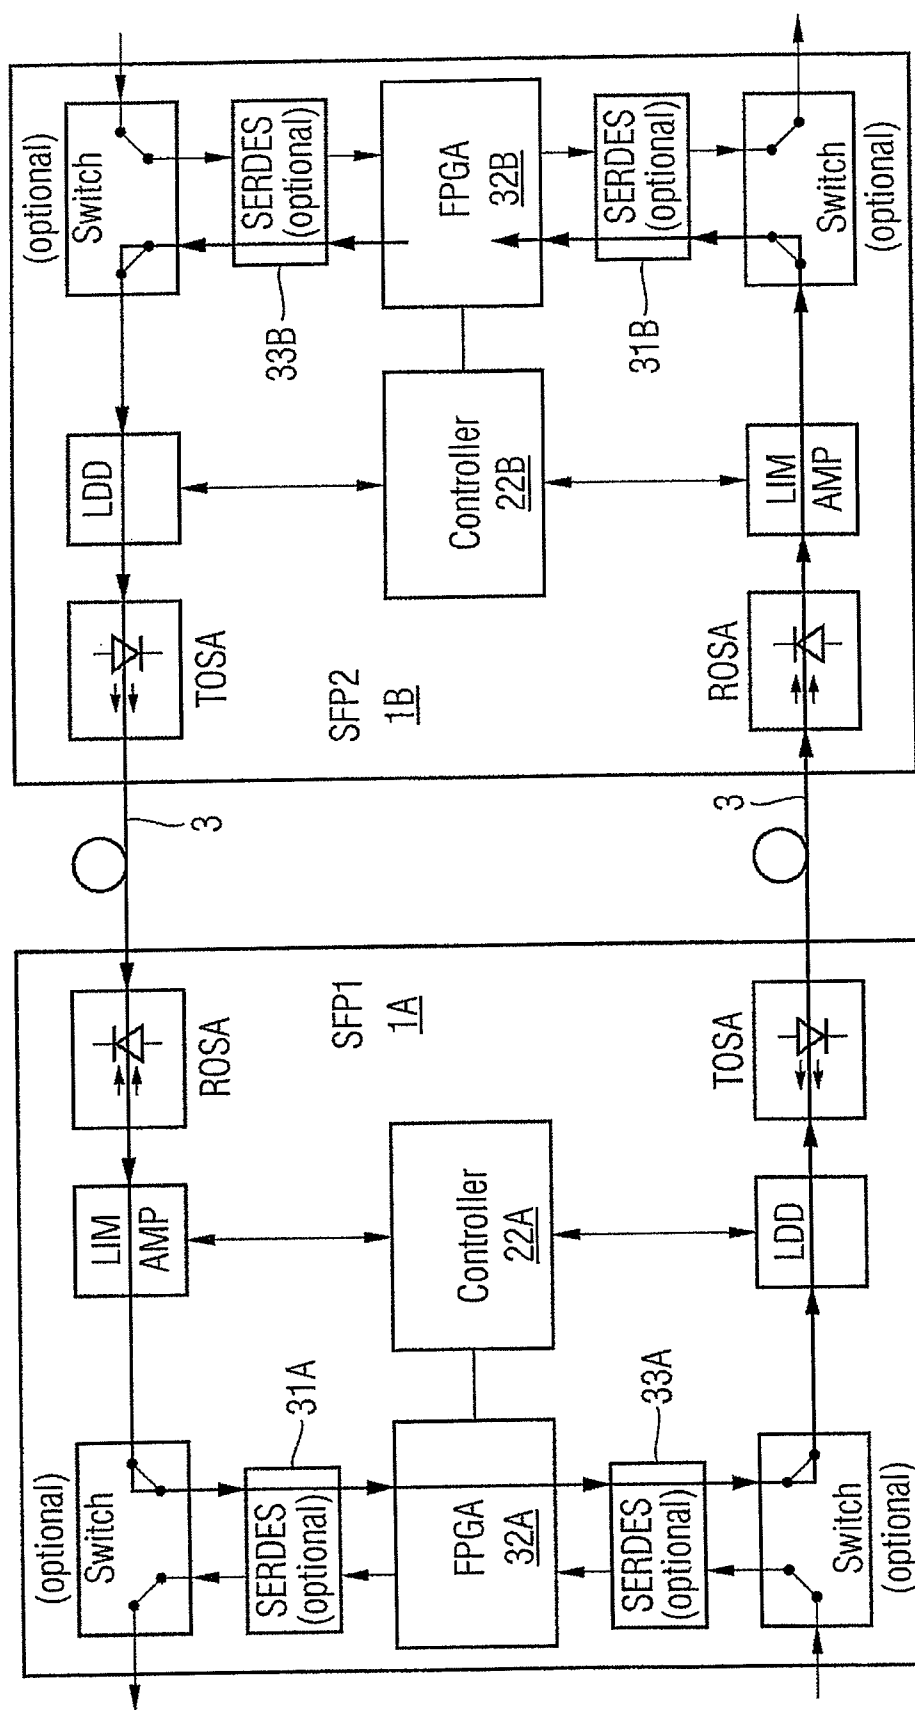 (optional)
Switch
LIM
AMP
ROSA
3
TOSA
LDD
(optional)
Switch
SERDES
(optional)
31A
33B
SERDES
(optional)
FPGA
32A
Controller
22A
SFP1
1A
SFP2
1B
Controller
22B
FPGA
32B
SERDES
(optional)
33A
31B
SERDES
(optional)
Switch
(optional)
LDD
TOSA
3
ROSA
LIM
AMP
Switch
(optional)